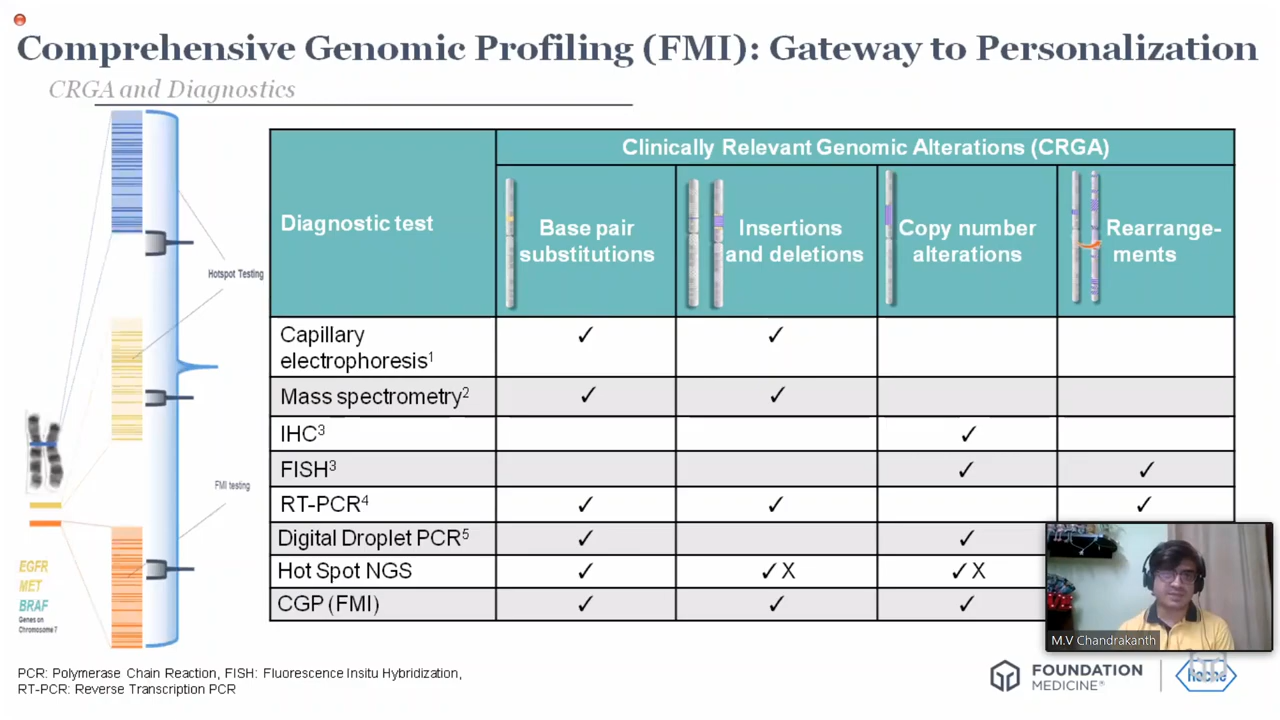 Comprehensive Genomic Profiling (FMI): Gateway to Personalization
CRGA and Diagnostics
Hotspot Testing
FMI testing
EGFR
MET
BRAF
Genes on
Chromosome 7
Clinically Relevant Genomic Alterations (CRGA)
Diagnostic test
Base pair
substitutions
Insertions
and deletions
Copy number
alterations
Rearrange-
ments
Capillary
electrophoresis¹ ✓ ✓
Mass spectrometry² ✓ ✓
IHC³ ✓
FISH³ ✓ ✓
RT-PCR⁴ ✓ ✓ ✓
Digital Droplet PCR⁵ ✓ ✓
Hot Spot NGS ✓ ✓X ✓X
CGP (FMI) ✓ ✓ ✓
M.V Chandrakanth
PCR: Polymerase Chain Reaction, FISH: Fluorescence Insitu Hybridization,
RT-PCR: Reverse Transcription PCR
FOUNDATION
MEDICINE®
Roche